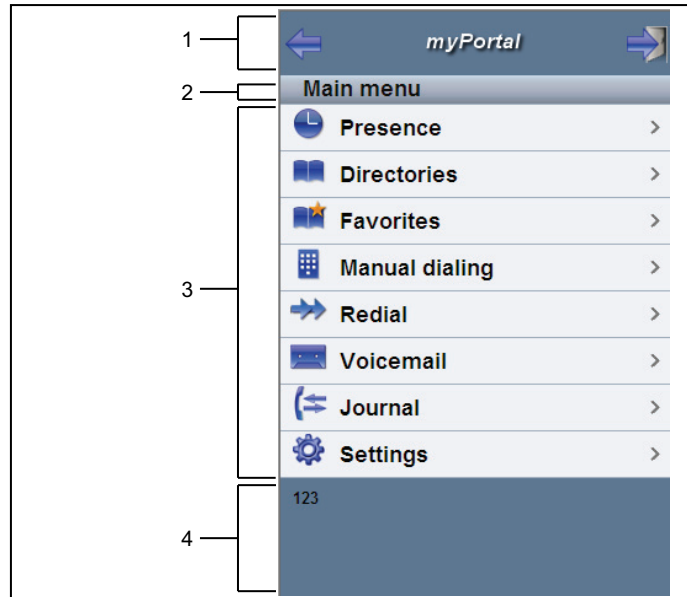 1
myPortal
2
Main menu
3
Presence
Directories
Favorites
Manual dialing
Redial
Voicemail
Journal
Settings
4
123